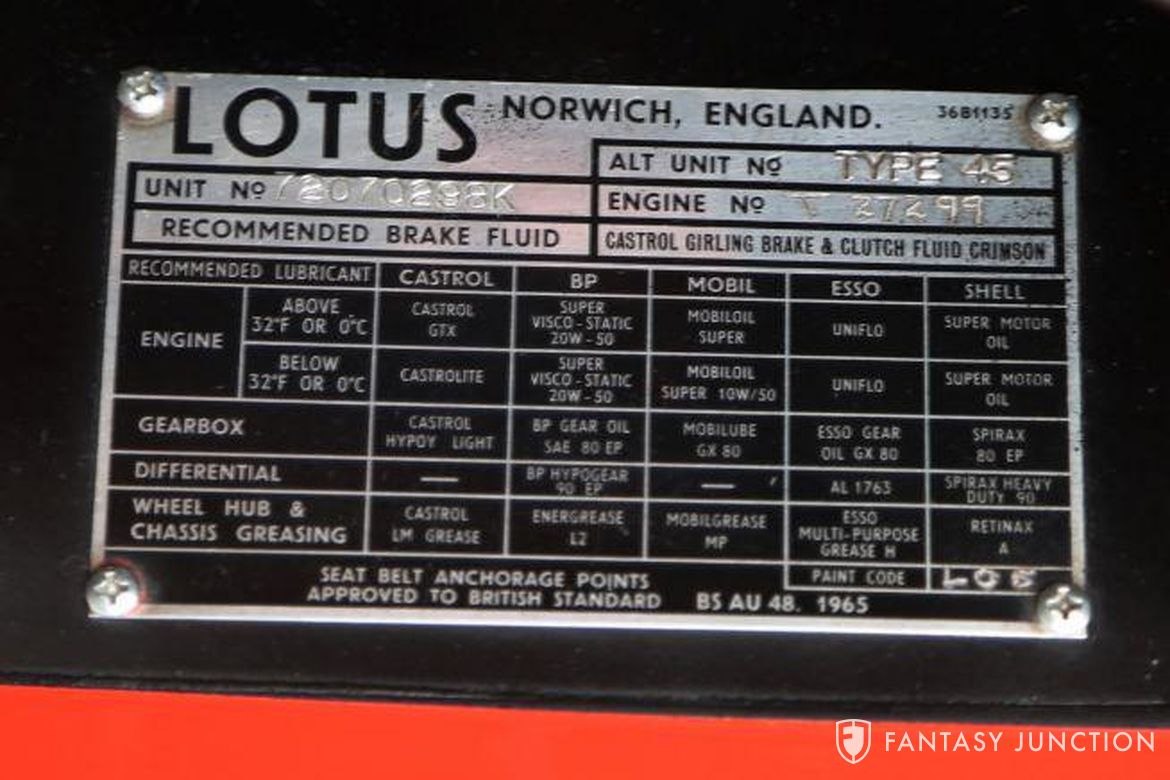 LOTUS NORWICH, ENGLAND. 3681135
ALT UNIT No TYPE 45
UNIT No 72070298K ENGINE No 27299
RECOMMENDED BRAKE FLUID CASTROL GIRLING BRAKE & CLUTCH FLUID CRIMSON
RECOMMENDED LUBRICANT CASTROL BP MOBIL ESSO SHELL
ENGINE
ABOVE
32°F OR 0°C
CASTROL
GTX
SUPER
VISCO-STATIC
20W-50
MOBILOIL
SUPER
UNIFLO
SUPER MOTOR
OIL
BELOW
32°F OR 0°C
CASTROLITE
SUPER
VISCO-STATIC
20W-50
MOBILOIL
SUPER 10W/50
UNIFLO
SUPER MOTOR
OIL
GEARBOX
CASTROL
HYPOY LIGHT
BP GEAR OIL
SAE 80 EP
MOBILUBE
GX 80
ESSO GEAR
OIL GX 80
SPIRAX
80 EP
DIFFERENTIAL
—
BP HYPOGEAR
90 EP
—
AL 1763
SPIRAX HEAVY
DUTY 90
WHEEL HUB &
CHASSIS GREASING
CASTROL
LM GREASE
ENERGREASE
L2
MOBILGREASE
MP
ESSO
MULTI-PURPOSE
GREASE H
RETINAX
A
SEAT BELT ANCHORAGE POINTS
APPROVED TO BRITISH STANDARD BS AU 48. 1965
PAINT CODE
FANTASY JUNCTION